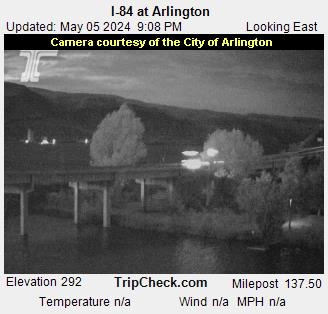 I-84 at Arlington
Updated: May 05 2024 9:08 PM Looking East
Camera courtesy of the City of Arlington
Elevation 292 TripCheck.com Milepost 137.50
Temperature n/a Wind n/a MPH n/a